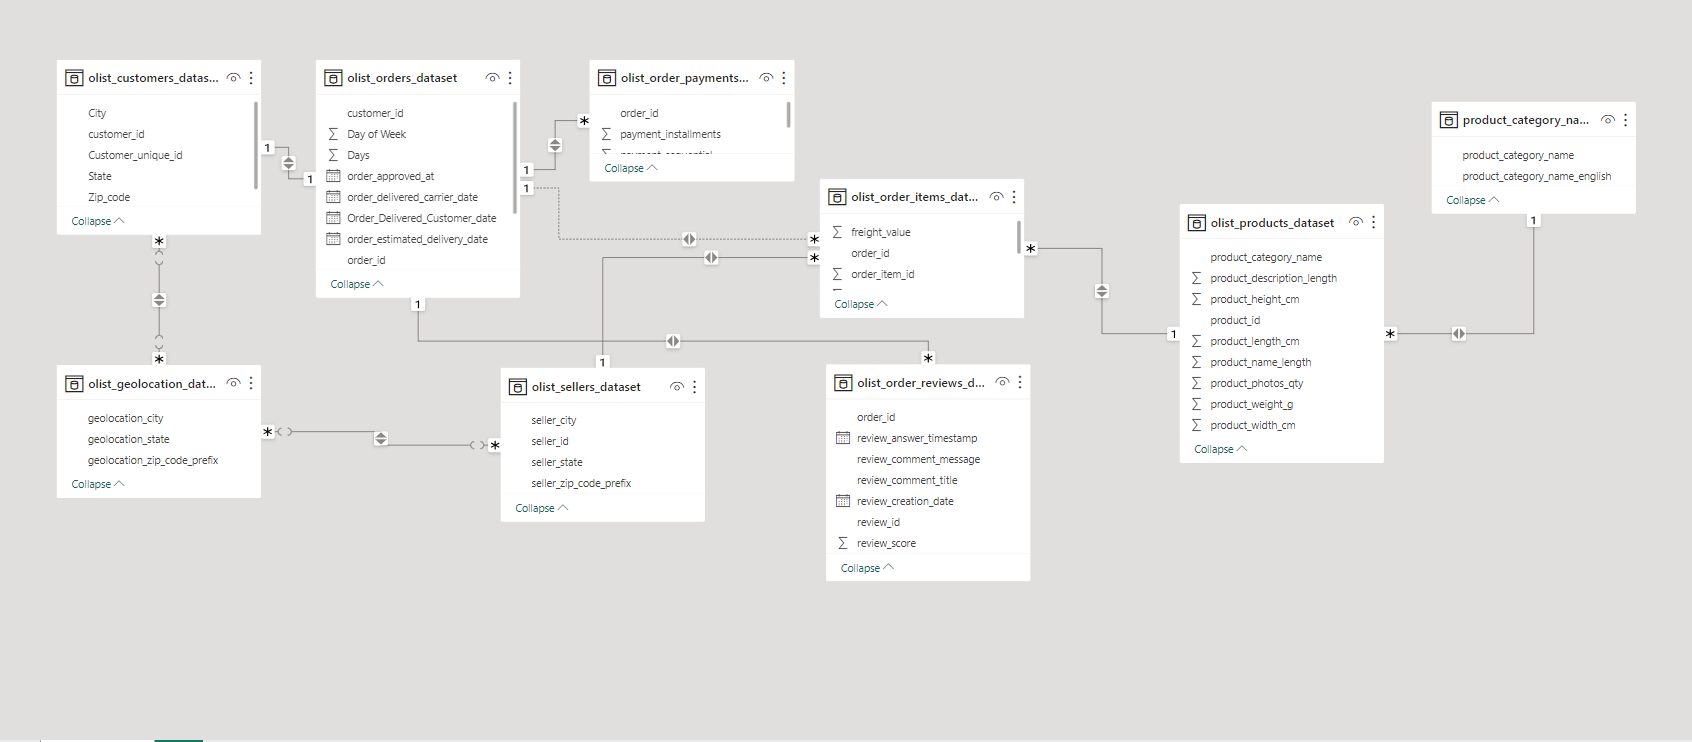 olist_customers_datas...
City
customer_id
Customer_unique_id
State
Zip_code
Collapse
olist_orders_dataset
customer_id
Day of Week
Days
order_approved_at
order_delivered_carrier_date
Order_Delivered_Customer_date
order_estimated_delivery_date
order_id
Collapse
olist_order_payments...
order_id
payment_installments
Collapse
olist_order_items_dat...
freight_value
order_id
order_item_id
Collapse
product_category_na...
product_category_name
product_category_name_english
Collapse
olist_products_dataset
product_category_name
product_description_length
product_height_cm
product_id
product_length_cm
product_name_length
product_photos_qty
product_weight_g
product_width_cm
Collapse
olist_geolocation_dat...
geolocation_city
geolocation_state
geolocation_zip_code_prefix
Collapse
olist_sellers_dataset
seller_city
seller_id
seller_state
seller_zip_code_prefix
Collapse
olist_order_reviews_d...
order_id
review_answer_timestamp
review_comment_message
review_comment_title
review_creation_date
review_id
review_score
Collapse
1
1
1
*
1
*
*
1
1
*
*
1
*
1
*
*
*
*